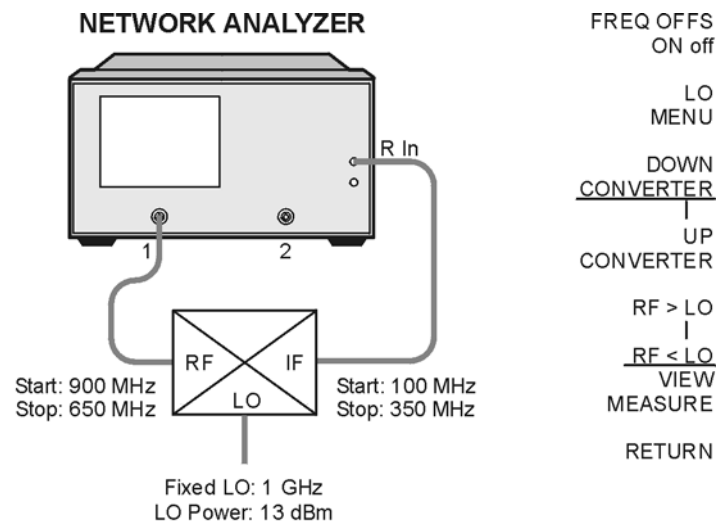 NETWORK ANALYZER
R In
1
2
RF
IF
LO
Start: 900 MHz
Stop: 650 MHz
Start: 100 MHz
Stop: 350 MHz
Fixed LO: 1 GHz
LO Power: 13 dBm
FREQ OFFS
ON off
LO
MENU
DOWN
CONVERTER
UP
CONVERTER
RF > LO
RF < LO
VIEW
MEASURE
RETURN